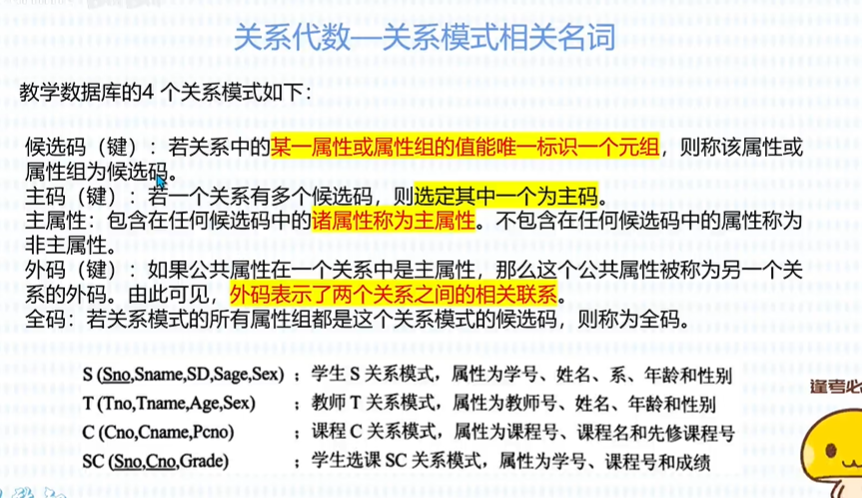 关系代数—关系模式相关名词
教学数据库的4 个关系模式如下：
候选码（键）：若关系中的某一属性或属性组的值能唯一标识一个元组，则称该属性或
属性组为候选码。
主码（键）：若一个关系有多个候选码，则选定其中一个为主码。
主属性：包含在任何候选码中的诸属性称为主属性。不包含在任何候选码中的属性称为
非主属性。
外码（键）：如果公共属性在一个关系中是主属性，那么这个公共属性被称为另一个关
系的外码。由此可见，外码表示了两个关系之间的相关联系。
全码：若关系模式的所有属性组都是这个关系模式的候选码，则称为全码。
S (Sno,Sname,SD,Sage,Sex) ；学生 S 关系模式，属性为学号、姓名、系、年龄和性别
T (Tno,Tname,Age,Sex) ；教师 T 关系模式，属性为教师号、姓名、年龄和性别
C (Cno,Cname,Pcno) ；课程 C 关系模式，属性为课程号、课程名和先修课程号
SC (Sno,Cno,Grade) ；学生选课 SC 关系模式，属性为学号、课程号和成绩
逢考必